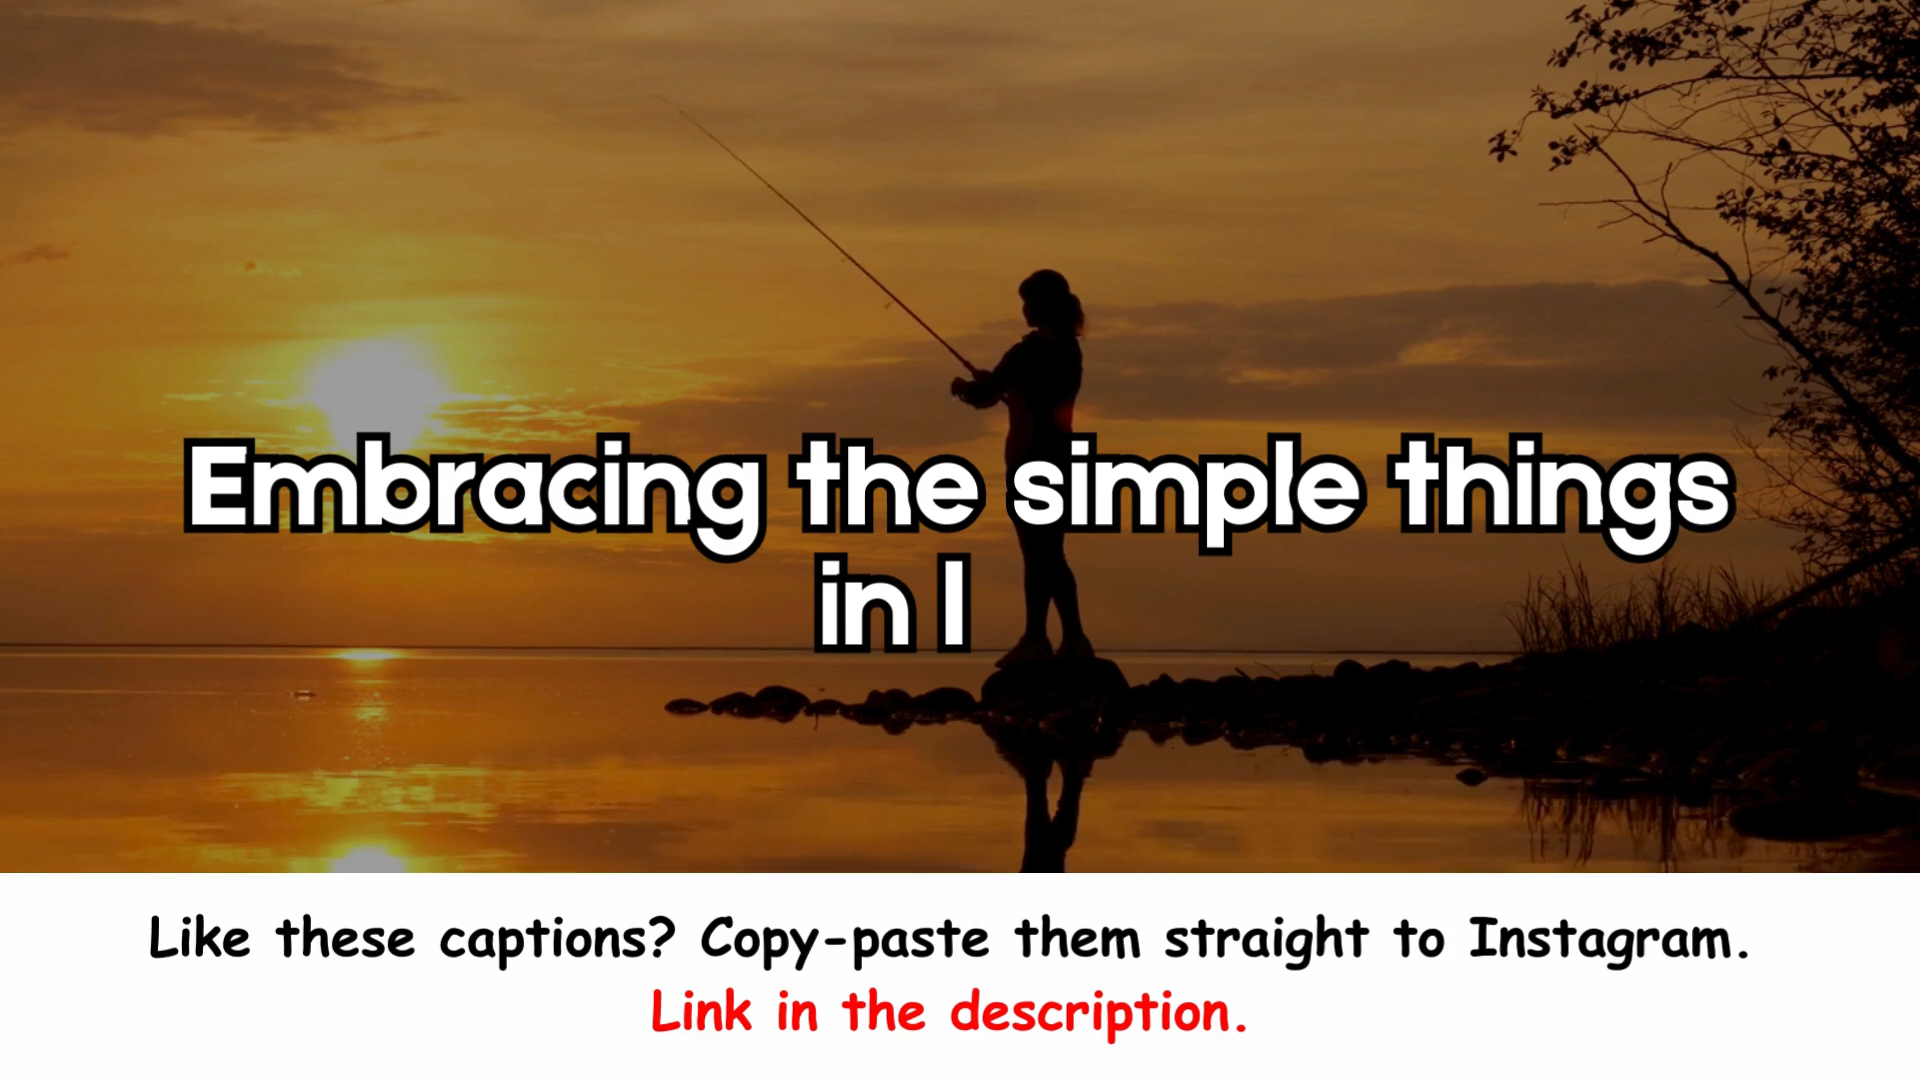 Embracing the simple things
in l
Like these captions? Copy-paste them straight to Instagram.
Link in the description.